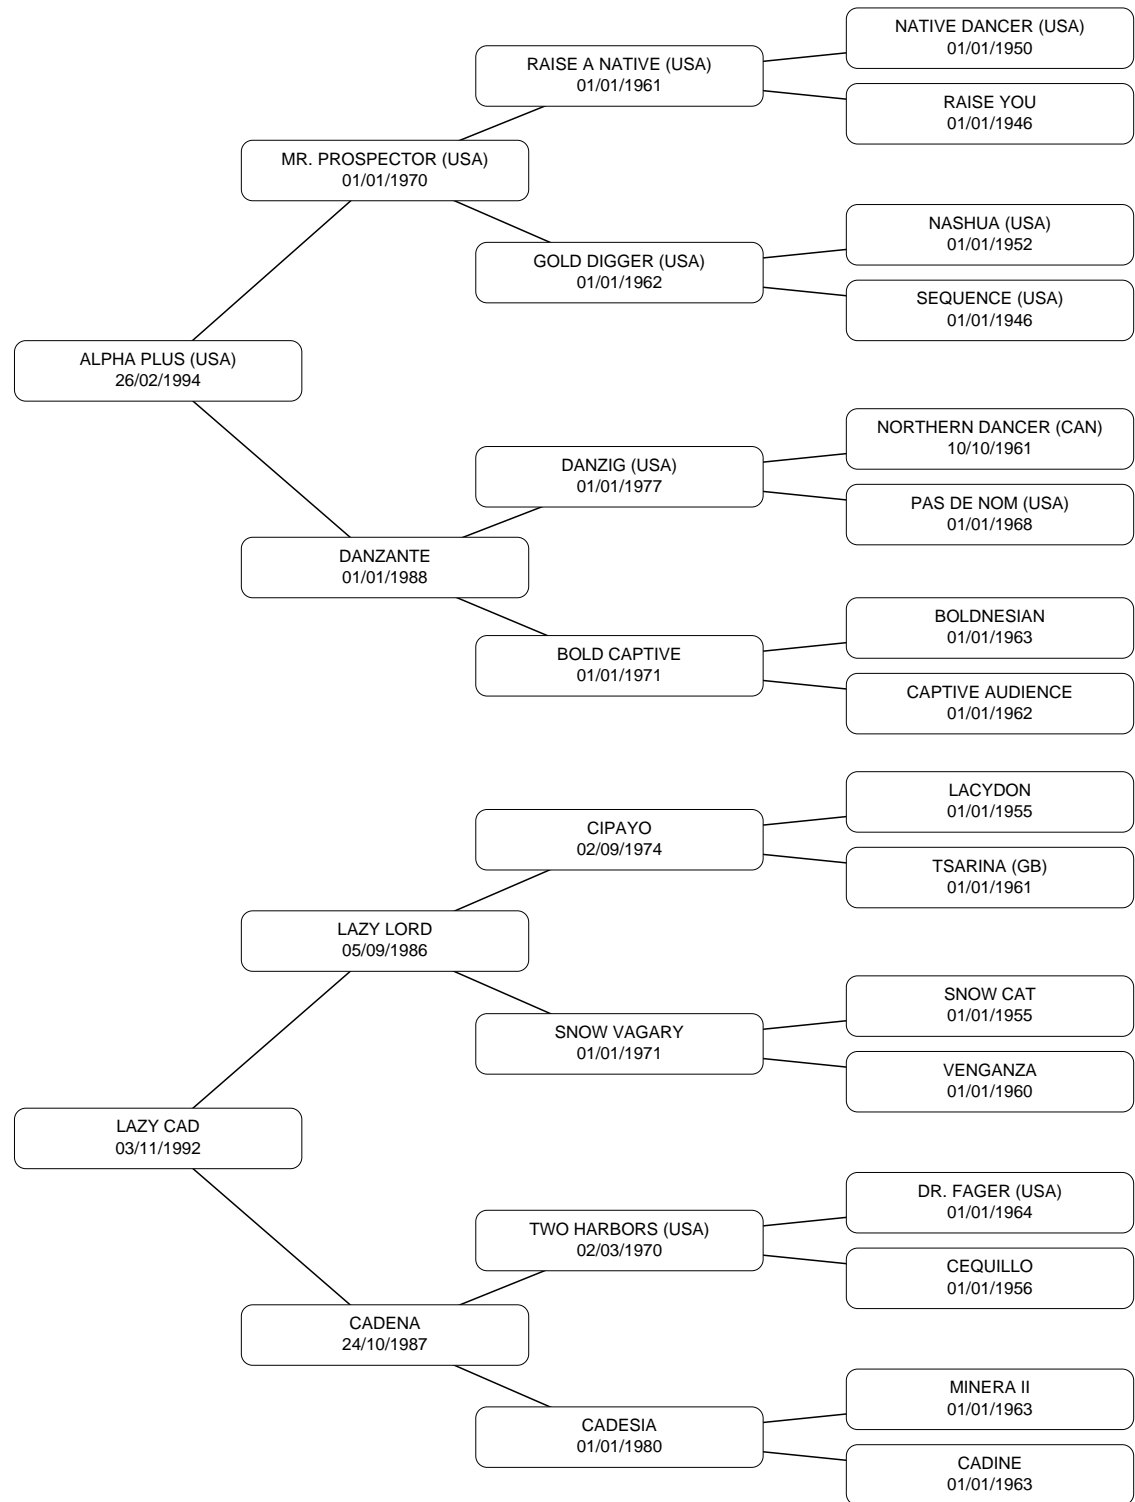 NATIVE DANCER (USA)
01/01/1950
RAISE A NATIVE (USA)
01/01/1961
RAISE YOU
01/01/1946
MR. PROSPECTOR (USA)
01/01/1970
NASHUA (USA)
01/01/1952
GOLD DIGGER (USA)
01/01/1962
SEQUENCE (USA)
01/01/1946
ALPHA PLUS (USA)
26/02/1994
NORTHERN DANCER (CAN)
10/10/1961
DANZIG (USA)
01/01/1977
PAS DE NOM (USA)
01/01/1968
DANZANTE
01/01/1988
BOLDNESIAN
01/01/1963
BOLD CAPTIVE
01/01/1971
CAPTIVE AUDIENCE
01/01/1962
LACYDON
01/01/1955
CIPAYO
02/09/1974
TSARINA (GB)
01/01/1961
LAZY LORD
05/09/1986
SNOW CAT
01/01/1955
SNOW VAGARY
01/01/1971
VENGANZA
01/01/1960
LAZY CAD
03/11/1992
DR. FAGER (USA)
01/01/1964
TWO HARBORS (USA)
02/03/1970
CEQUILLO
01/01/1956
CADENA
24/10/1987
MINERA II
01/01/1963
CADESIA
01/01/1980
CADINE
01/01/1963